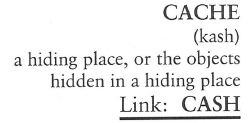 CACHE
(kash)
a hiding place, or the objects
hidden in a hiding place
Link: CASH